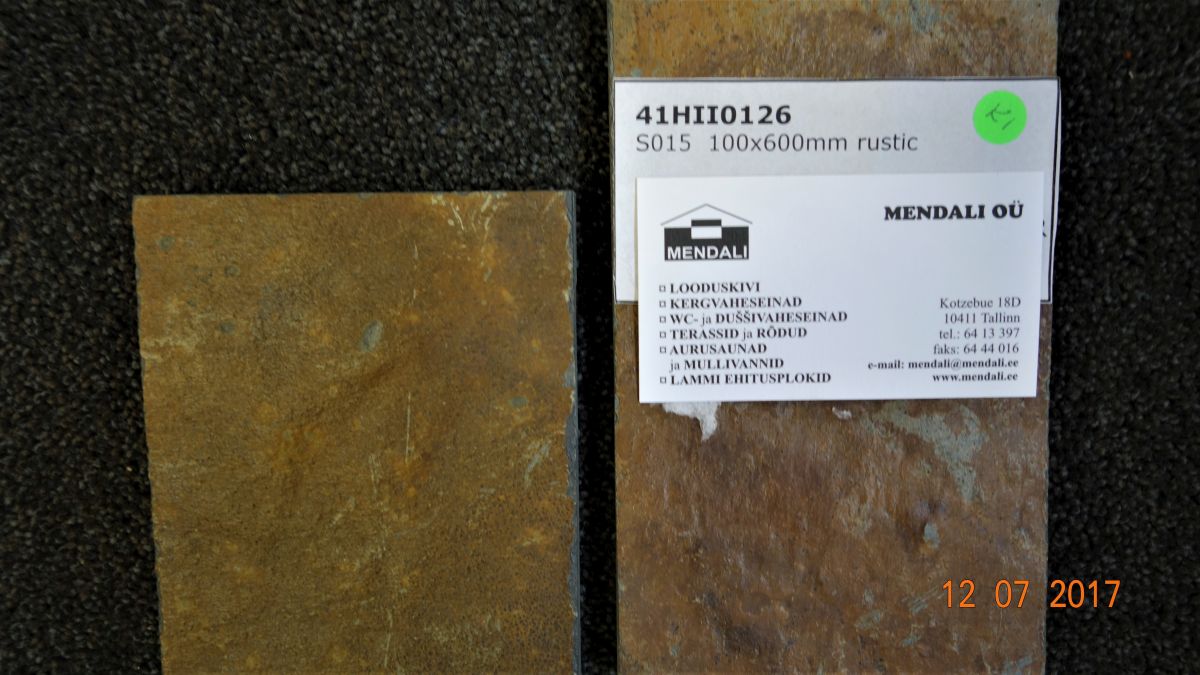 41HII0126
S015 100x600mm rustic
MENDALI OÜ
MENDALI
¤ LOODUSKIVI
¤ KERGVAHESEINAD
¤ WC- ja DUŠŠIVAHESEINAD
¤ TERASSID ja RÕDUD
¤ AURUSAUNAD
ja MULLIVANNID
¤ LAMMI EHITUSPLOKID
Kotzebue 18D
10411 Tallinn
tel.: 64 13 397
faks: 64 44 016
e-mail: mendali@mendali.ee
www.mendali.ee
12 07 2017